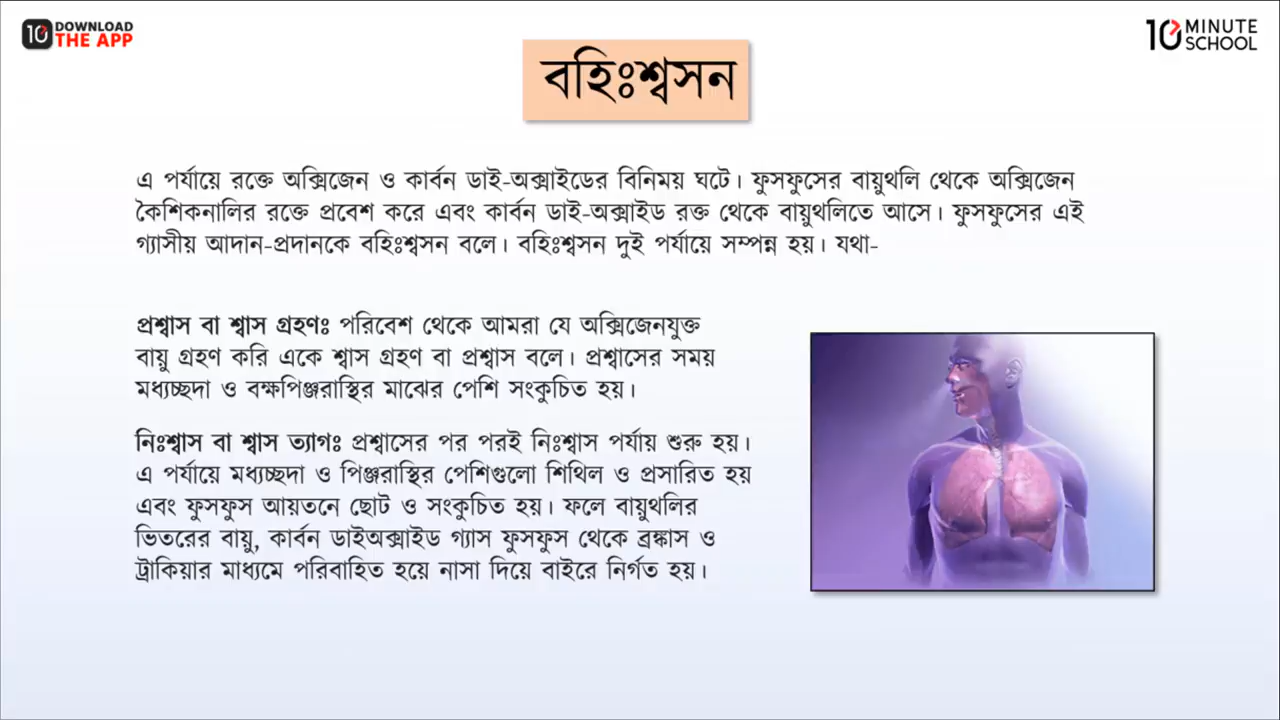 DOWNLOAD
THE APP
10 MINUTE
SCHOOL
বহিঃশ্বসন
এ পর্যায়ে রক্তে অক্সিজেন ও কার্বন ডাই-অক্সাইডের বিনিময় ঘটে। ফুসফুসের বায়ুথলি থেকে অক্সিজেন
কৈশিকনালির রক্তে প্রবেশ করে এবং কার্বন ডাই-অক্সাইড রক্ত থেকে বায়ুথলিতে আসে। ফুসফুসের এই
গ্যাসীয় আদান-প্রদানকে বহিঃশ্বসন বলে। বহিঃশ্বসন দুই পর্যায়ে সম্পন্ন হয়। যথা-
প্রশ্বাস বা শ্বাস গ্রহণঃ পরিবেশ থেকে আমরা যে অক্সিজেনযুক্ত
বায়ু গ্রহণ করি একে শ্বাস গ্রহণ বা প্রশ্বাস বলে। প্রশ্বাসের সময়
মধ্যচ্ছদা ও বক্ষপিঞ্জরাস্থির মাঝের পেশি সংকুচিত হয়।
নিঃশ্বাস বা শ্বাস ত্যাগঃ প্রশ্বাসের পর পরই নিঃশ্বাস পর্যায় শুরু হয়।
এ পর্যায়ে মধ্যচ্ছদা ও পিঞ্জরাস্থির পেশিগুলো শিথিল ও প্রসারিত হয়
এবং ফুসফুস আয়তনে ছোট ও সংকুচিত হয়। ফলে বায়ুথলির
ভিতরের বায়ু, কার্বন ডাইঅক্সাইড গ্যাস ফুসফুস থেকে ব্রঙ্কাস ও
ট্রাকিয়ার মাধ্যমে পরিবাহিত হয়ে নাসা দিয়ে বাইরে নির্গত হয়।